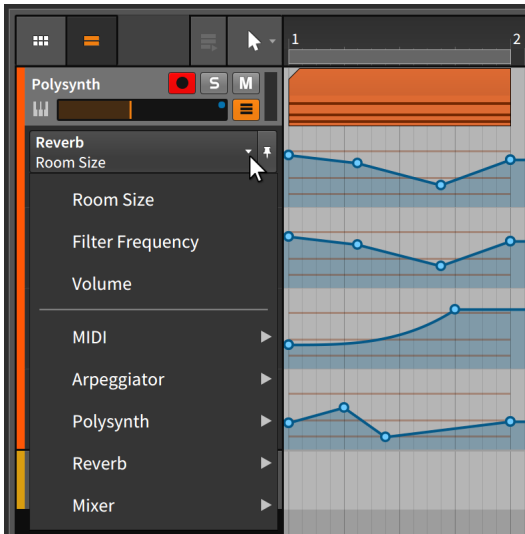 1
2
Polysynth
S
M
Reverb
Room Size
Room Size
Filter Frequency
Volume
MIDI
Arpeggiator
Polysynth
Reverb
Mixer